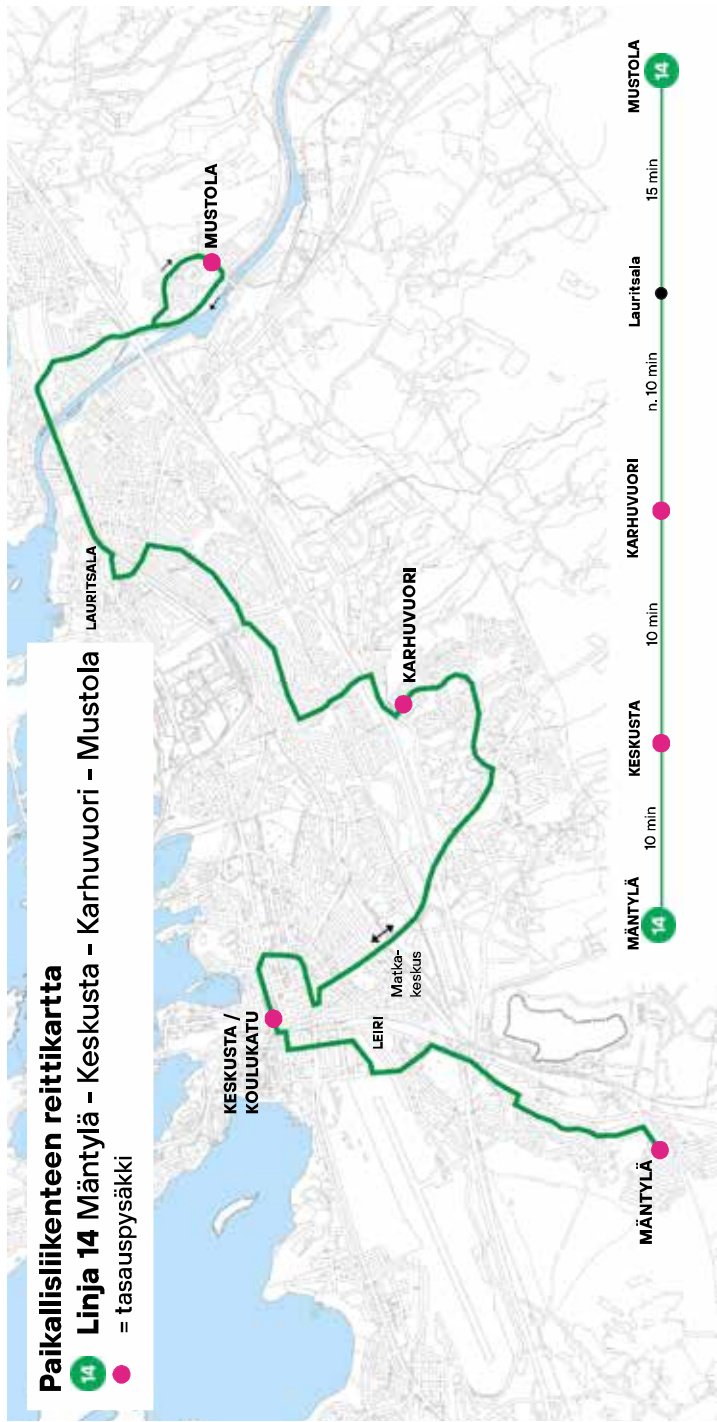 Paikallisliikenteen reittikartta
14 Linja 14 Mäntylä – Keskusta – Karhuvuori – Mustola
= tasauspysäkki
MUSTOLA
LAURITSALA
KARHUVUORI
Matka-
keskus
KESKUSTA /
KOULUKATU
LEIRI
MÄNTYLÄ
MÄNTYLÄ
14
10 min
KESKUSTA
10 min
KARHUVUORI
n. 10 min
Lauritsala
15 min
MUSTOLA
14